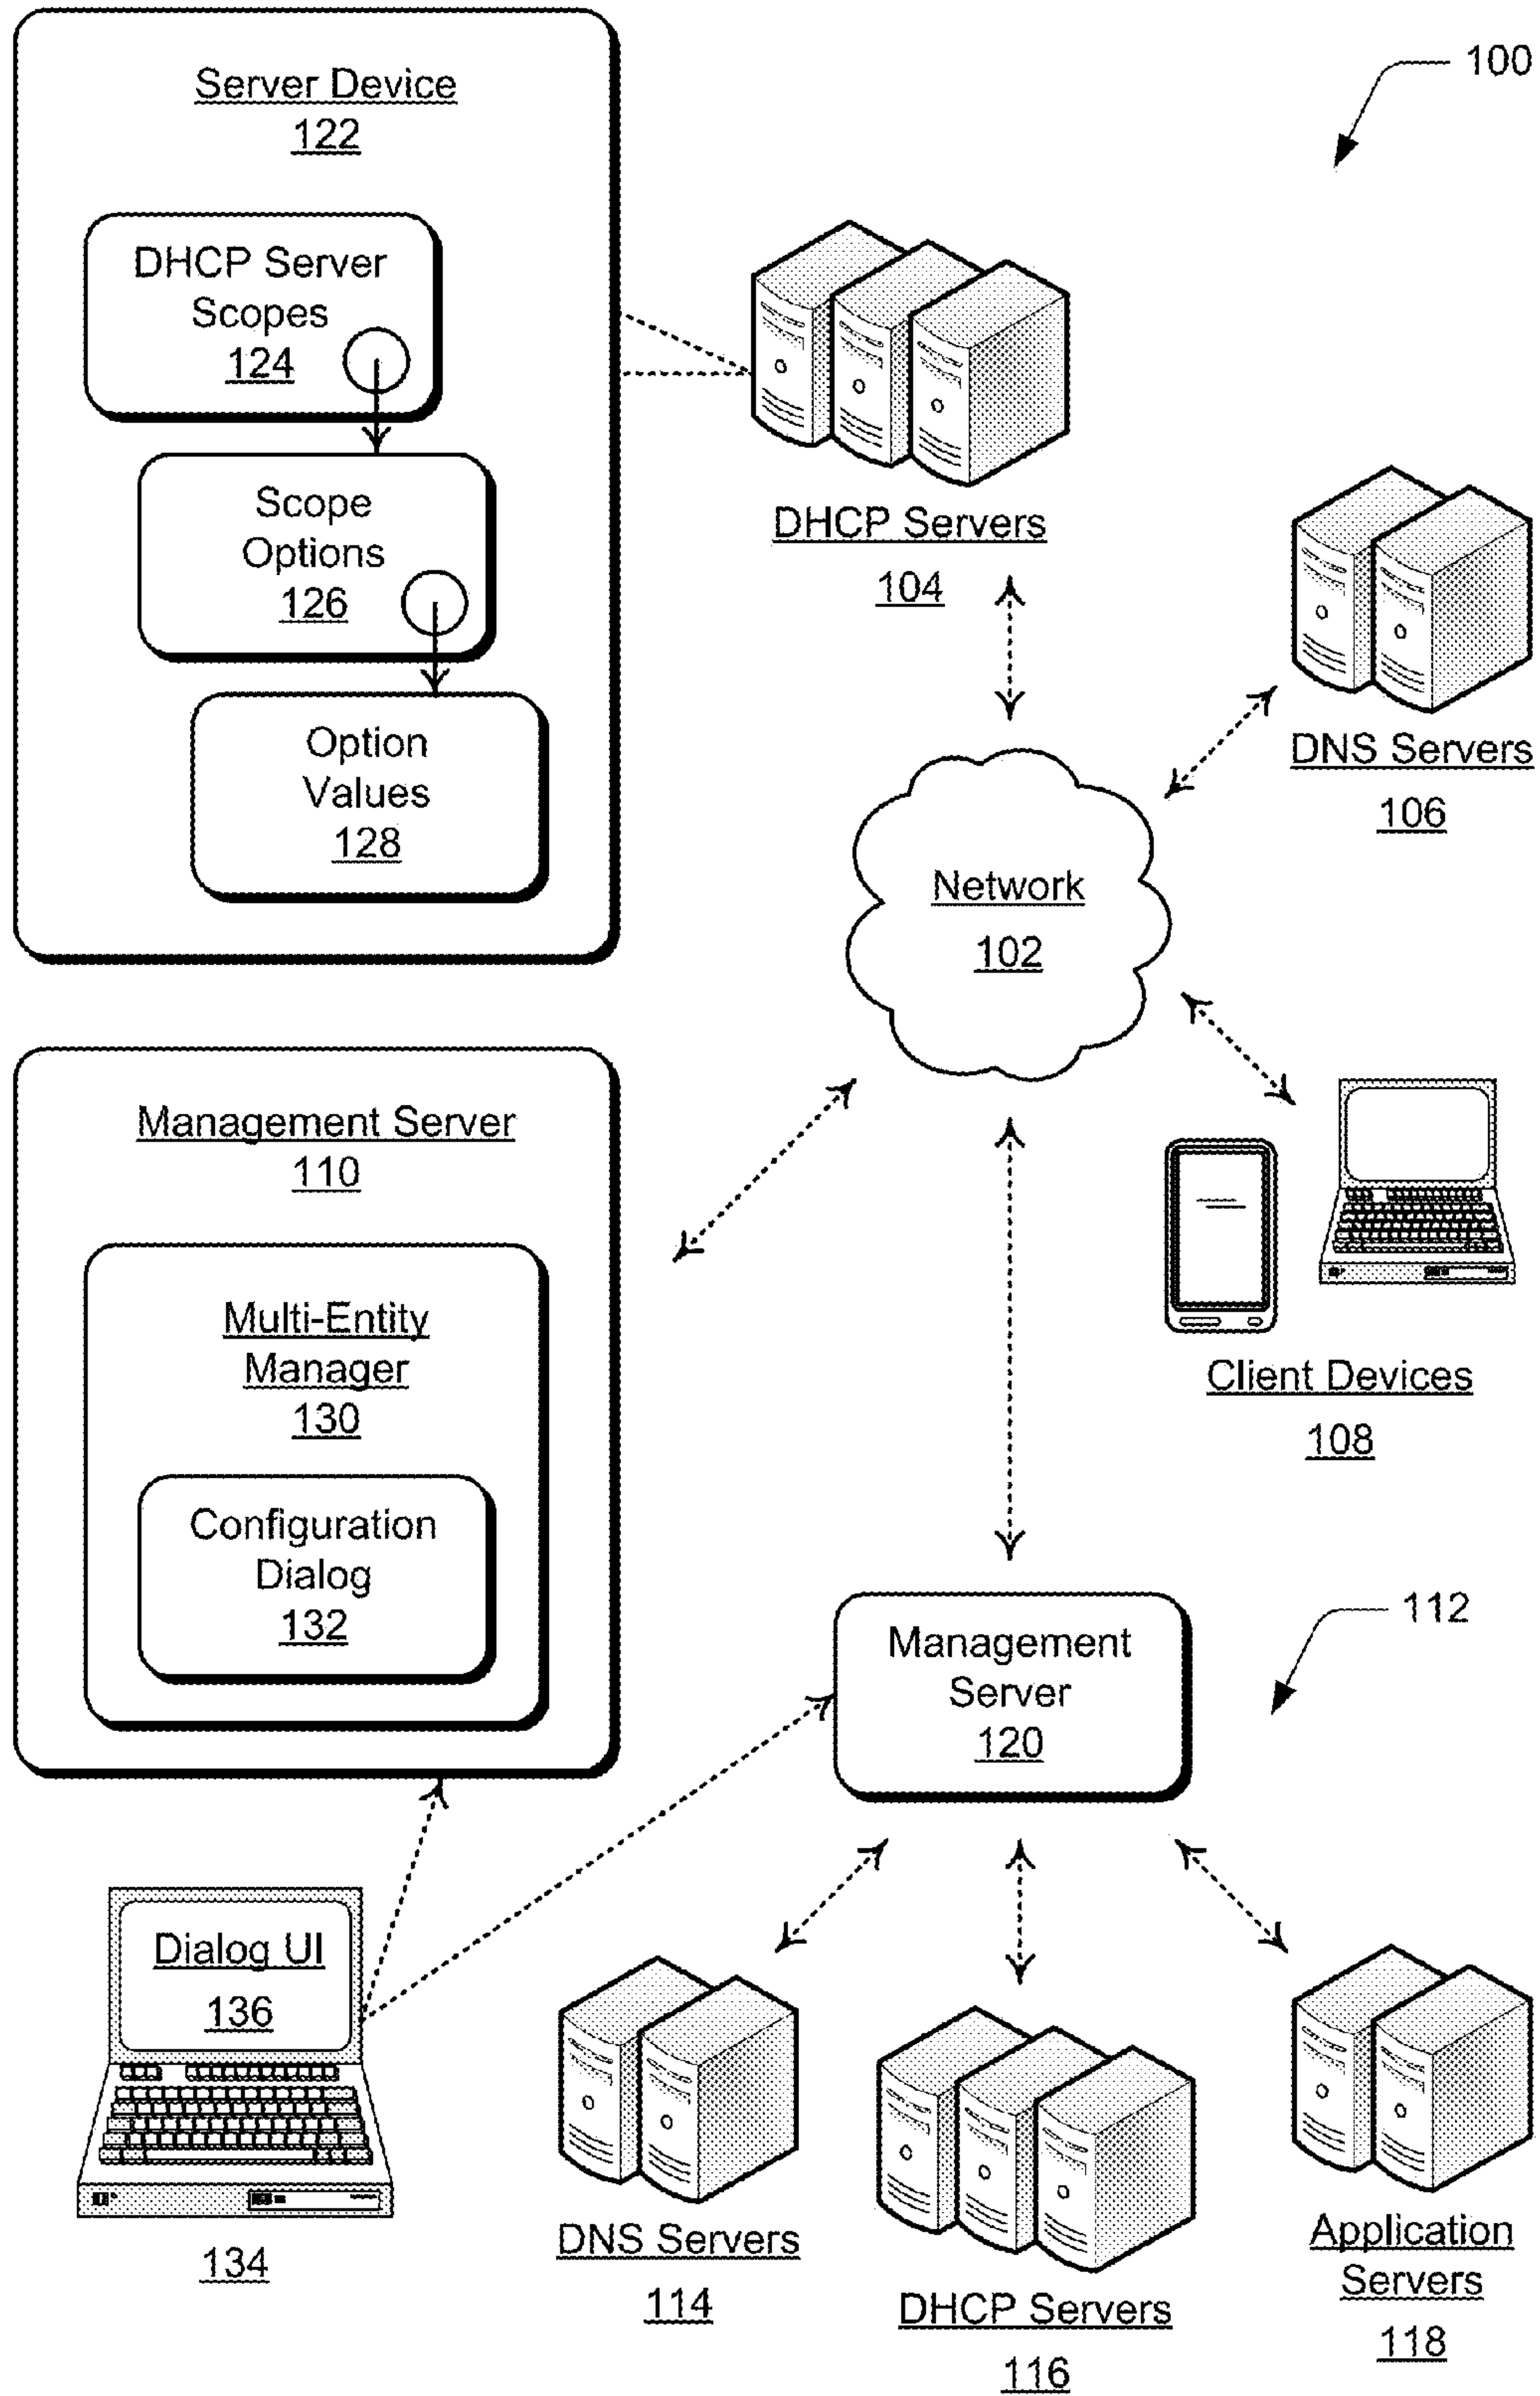 100
Server Device
122
DHCP Server
Scopes
124
Scope
Options
126
Option
Values
128
DHCP Servers
104
DNS Servers
106
Network
102
Management Server
110
Multi-Entity
Manager
130
Configuration
Dialog
132
Client Devices
108
112
Management
Server
120
Dialog UI
136
134
DNS Servers
114
DHCP Servers
116
Application
Servers
118